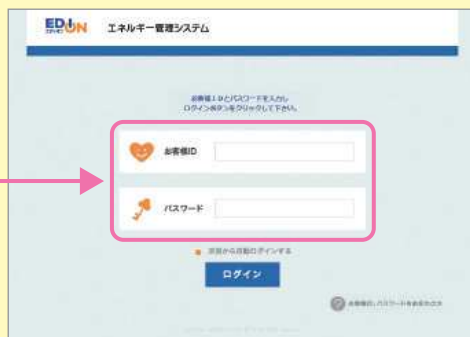 EDION エネルギー管理システム
お客様IDとパスワードを入力し
ログインボタンをクリックして下さい。
お客様ID
パスワード
次回から自動ログインする
ログイン